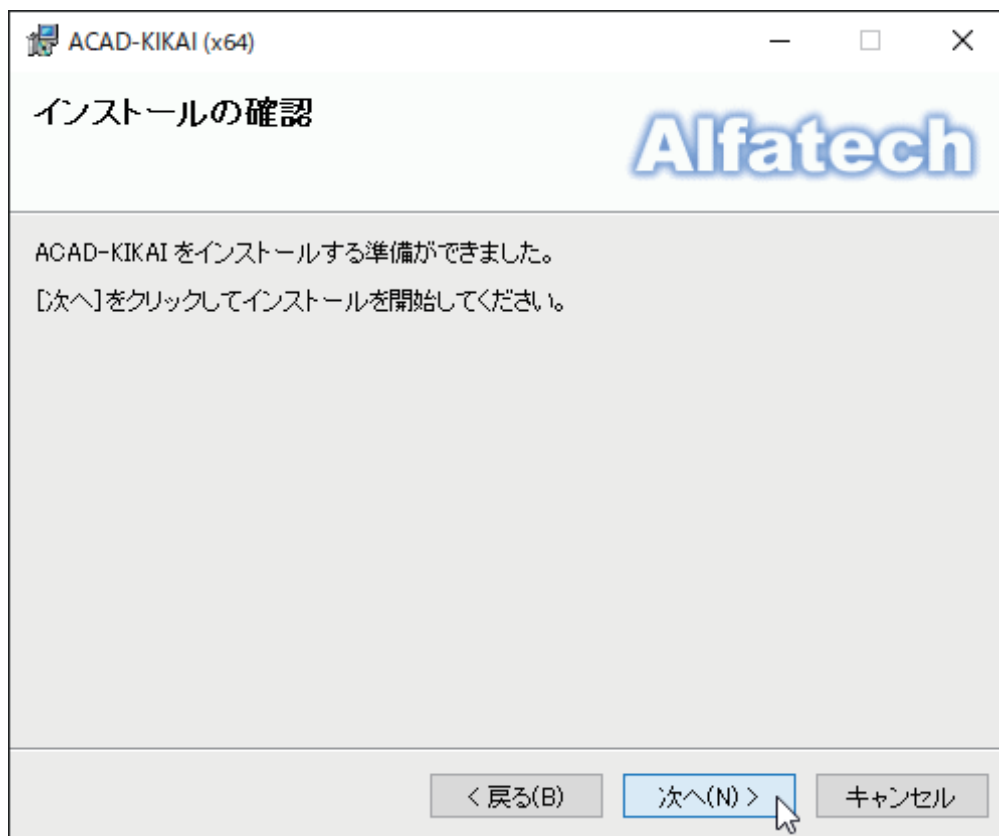 ACAD-KIKAI (x64)
インストールの確認
Alfatech
ACAD-KIKAI をインストールする準備ができました。
[次へ]をクリックしてインストールを開始してください。
< 戻る(B)
次へ(N) >
キャンセル